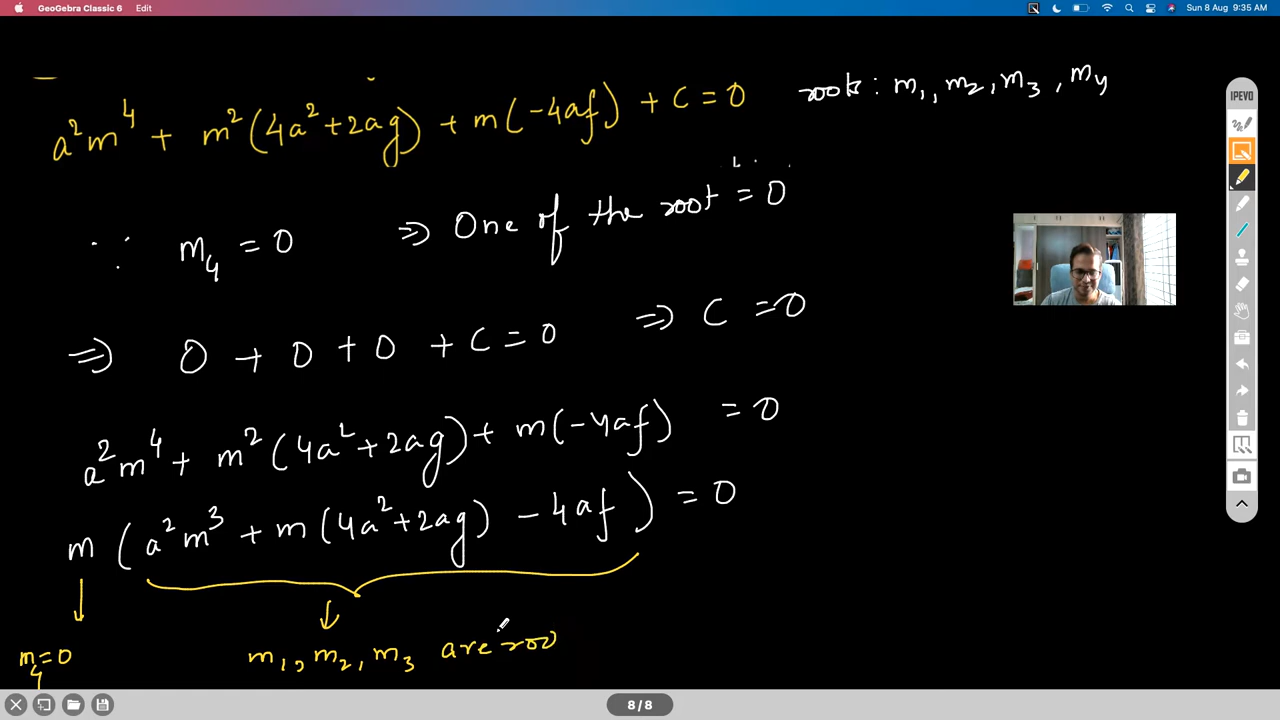 GeoGebra Classic 6 Edit Sun 8 Aug 9:35 AM
a²m⁴ + m²(4a²+2ag) + m(-4af) + C = 0 roots : m₁, m₂, m₃, m₄
∵ m₄ = 0 ⇒ One of the root = 0
⇒ 0 + 0 + 0 + C = 0 ⇒ C = 0
a²m⁴ + m²(4a²+2ag) + m(-4af) = 0
m(a²m³ + m(4a²+2ag) - 4af) = 0
m₄=0 m₁, m₂, m₃ are roo
IPEVO
8/8